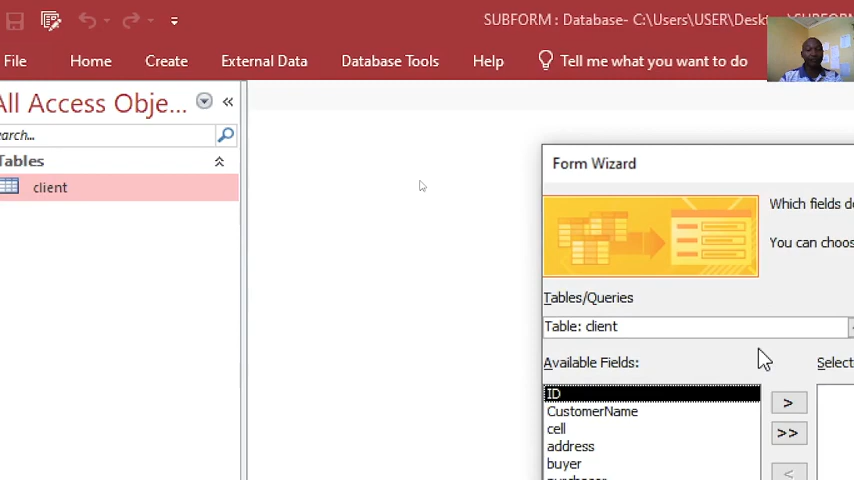 SUBFORM : Database- C:\Users\USER\Desk
File Home Create External Data Database Tools Help Tell me what you want to do
All Access Obje...
earch...
Tables
client
Form Wizard
Which fields d
You can choos
Tables/Queries
Table: client
Available Fields:
Select
ID
CustomerName
cell
address
buyer
>
>>
<